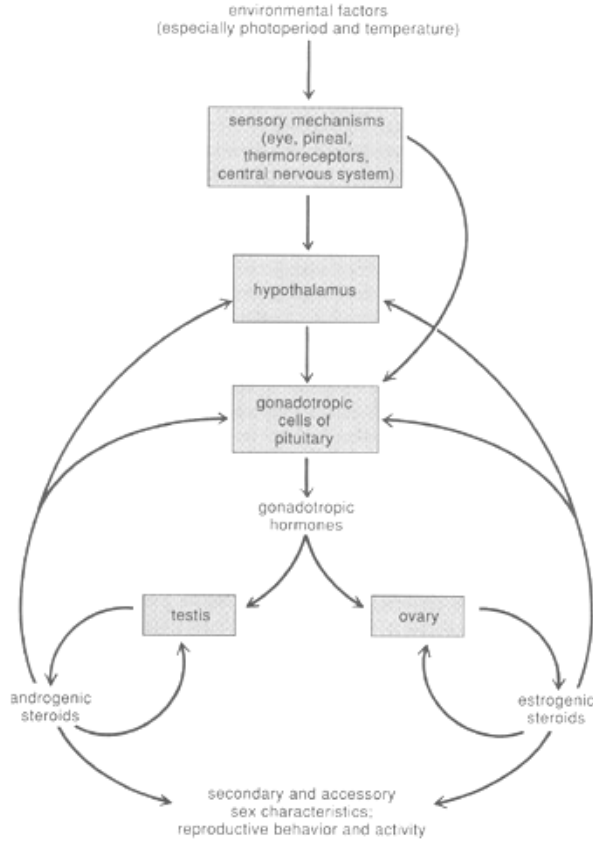 environmental factors
(especially photoperiod and temperature)
sensory mechanisms
(eye, pineal,
thermoreceptors,
central nervous system)
hypothalamus
gonadotropic
cells of
pituitary
gonadotropic
hormones
testis
ovary
androgenic
steroids
estrogenic
steroids
secondary and accessory
sex characteristics;
reproductive behavior and activity